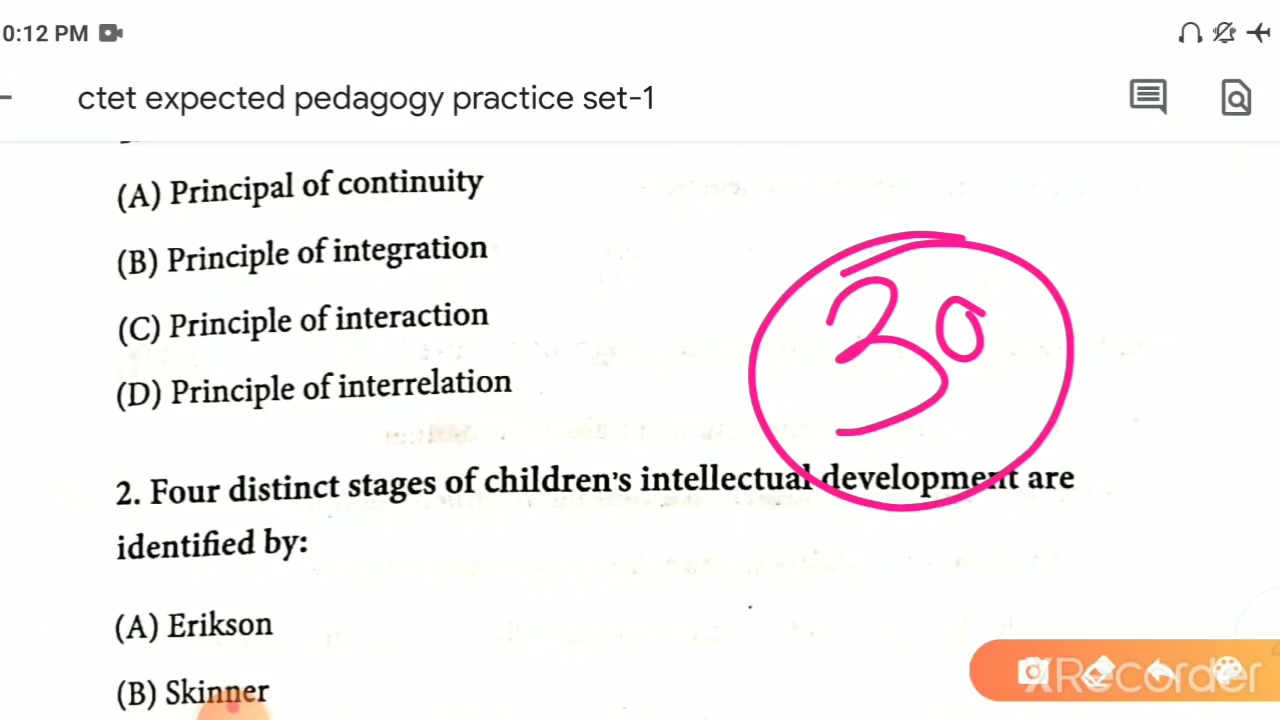 0:12 PM
ctet expected pedagogy practice set-1
(A) Principal of continuity
(B) Principle of integration
(C) Principle of interaction
(D) Principle of interrelation
30
2. Four distinct stages of children's intellectual development are
identified by:
(A) Erikson
(B) Skinner
XRecorder